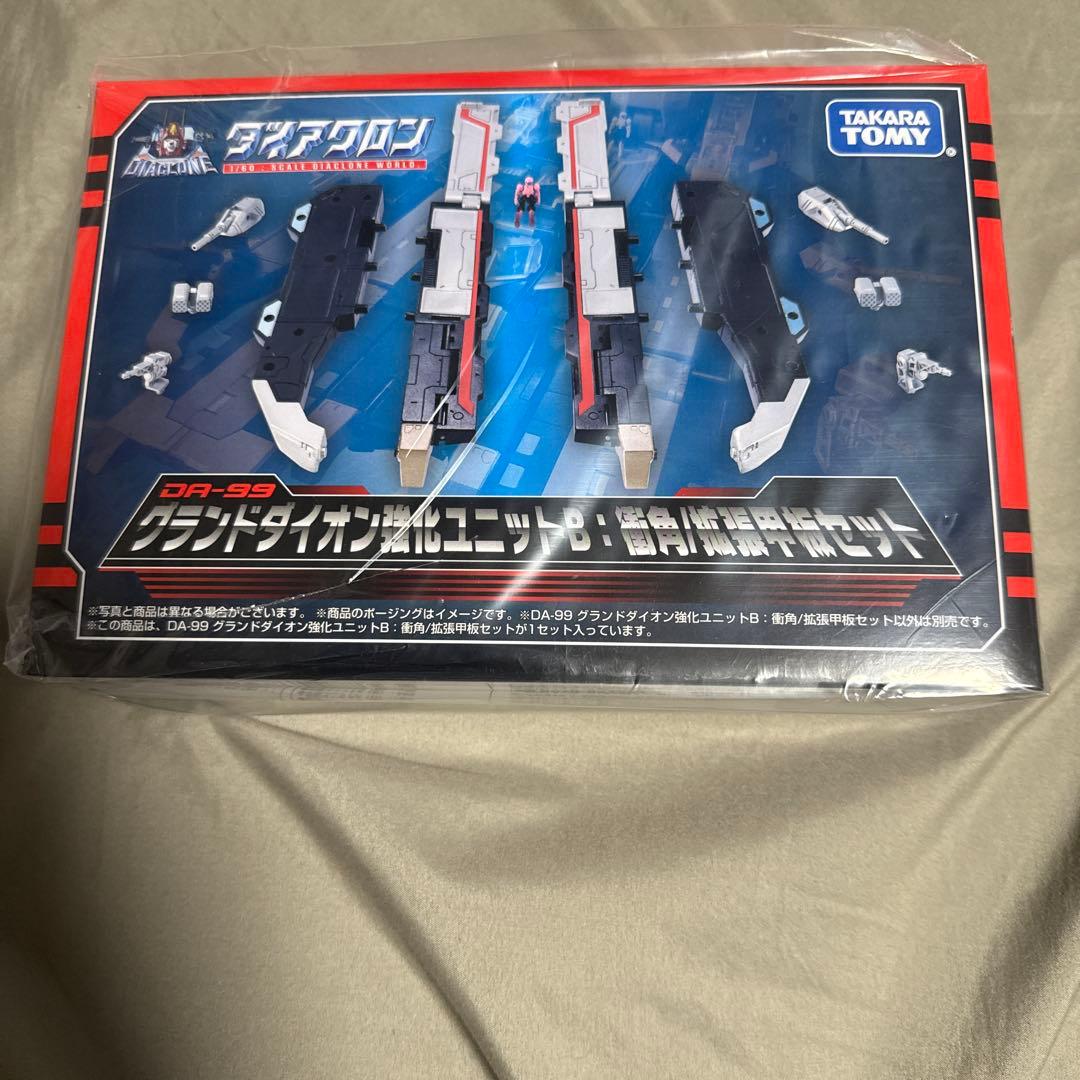 ダイアクロン
TAKARA
TOMY
DIACLONE
1/60 : SCALE DIACLONE WORLD
DA-99
グランドダイオン強化ユニットB：衝角/拡張甲板セット
※写真と商品は異なる場合がございます。 ※商品のポージングはイメージです。 ※DA-99 グランドダイオン強化ユニットB：衝角/拡張甲板セット以外は別売です。
※この商品は、DA-99 グランドダイオン強化ユニットB：衝角/拡張甲板セットが1セット入っています。